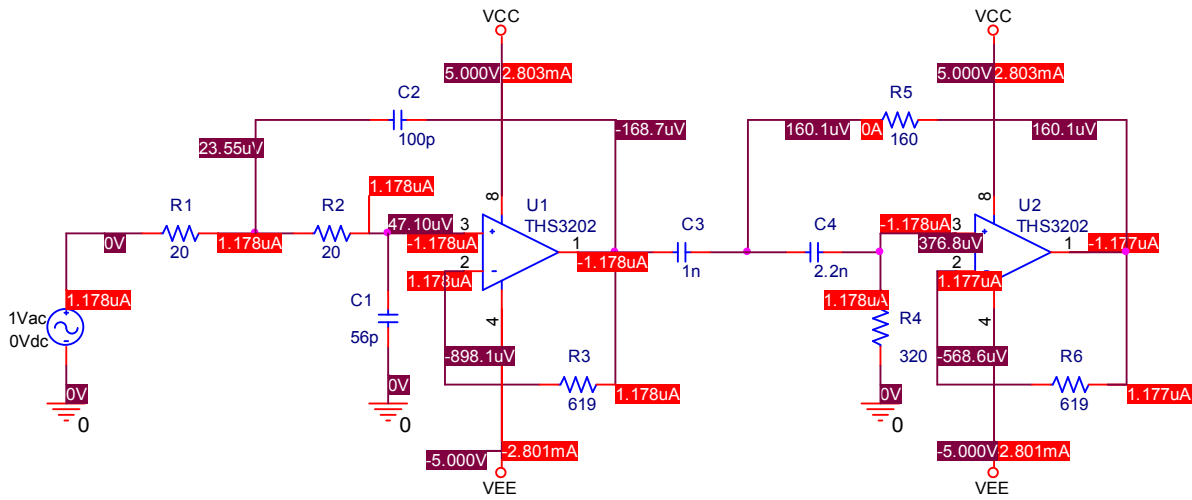 VCC
VCC
5.000V 2.803mA
5.000V 2.803mA
C2
100p
-168.7uV
R5
160.1uV
0A
160
160.1uV
23.55uV
1.178uA
8
U1
THS3202
8
U2
THS3202
R1
0V
20
1.178uA
R2
20
47.10uV
3
-1.178uA
+
2
-
1.178uA
1
-1.178uA
C3
1n
C4
2.2n
-1.178uA
3
376.8uV
+
2
-
1.177uA
1
-1.177uA
1.178uA
1Vac
0Vdc
C1
56p
4
1.178uA
R4
320
4
-898.1uV
R3
619
1.178uA
-568.6uV
R6
619
1.177uA
0V
0
0V
0
0V
0
-5.000V
-2.801mA
VEE
-5.000V
2.801mA
VEE